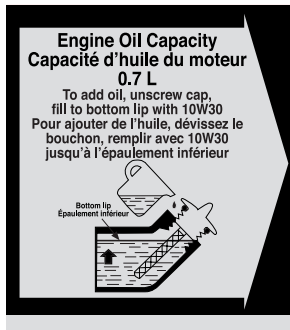 Engine Oil Capacity
Capacité d'huile du moteur
0.7 L
To add oil, unscrew cap,
fill to bottom lip with 10W30
Pour ajouter de l'huile, dévissez le
bouchon, remplir avec 10W30
jusqu'à l'épaulement inférieur
Bottom lip
Épaulement inférieur